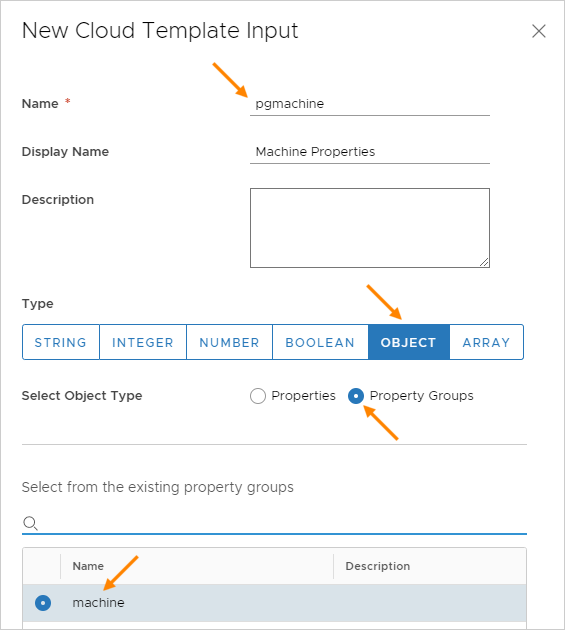 New Cloud Template Input
Name * pgmachine
Display Name Machine Properties
Description
Type
STRING INTEGER NUMBER BOOLEAN OBJECT ARRAY
Select Object Type Properties Property Groups
Select from the existing property groups
Name Description
machine